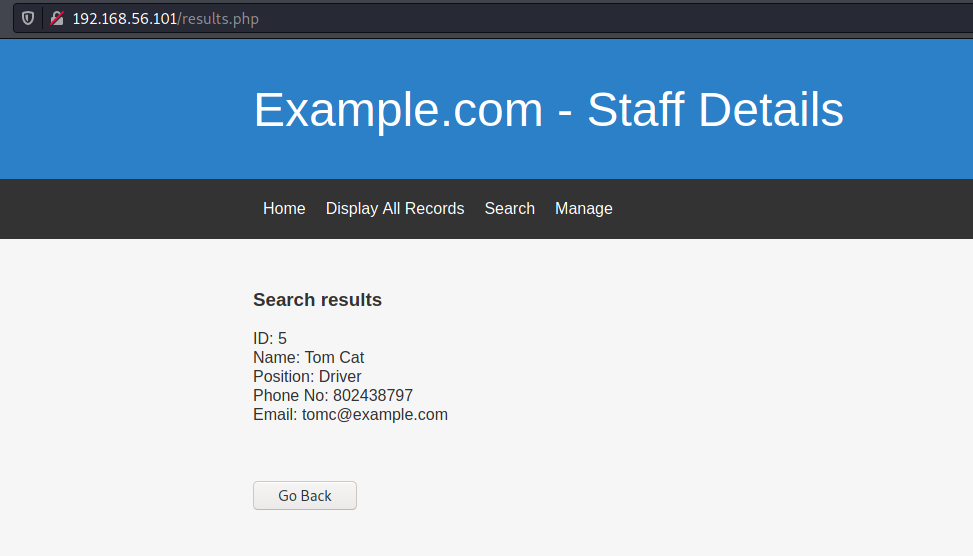 192.168.56.101/results.php
Example.com - Staff Details
Home Display All Records Search Manage
Search results
ID: 5
Name: Tom Cat
Position: Driver
Phone No: 802438797
Email: tomc@example.com
Go Back